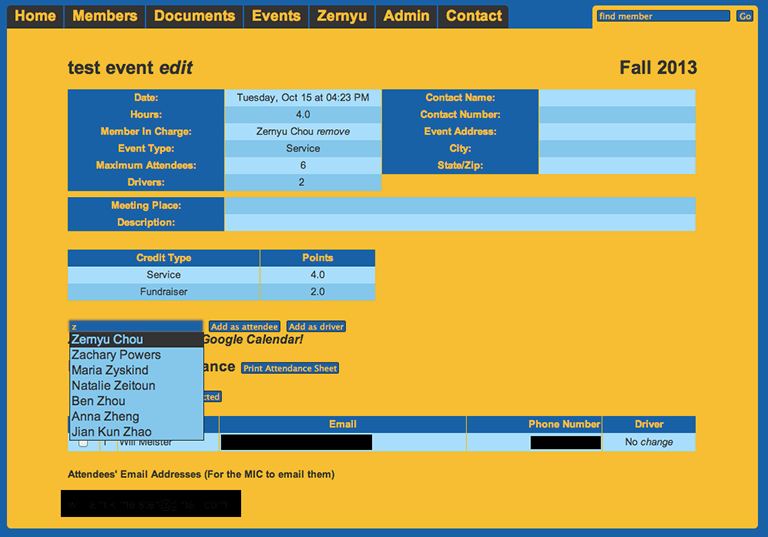 Home Members Documents Events Zernyu Admin Contact find member Go
test event edit Fall 2013
Date: Tuesday, Oct 15 at 04:23 PM Contact Name:
Hours: 4.0 Contact Number:
Member In Charge: Zernyu Chou remove Event Address:
Event Type: Service City:
Maximum Attendees: 6 State/Zip:
Drivers: 2
Meeting Place:
Description:
Credit Type Points
Service 4.0
Fundraiser 2.0
z Add as attendee Add as driver
Zernyu Chou Google Calendar!
Zachary Powers
Maria Zyskind Print Attendance Sheet
Natalie Zeitoun
Ben Zhou
Anna Zheng
Jian Kun Zhao
Email Phone Number Driver
1 Will Meister No change
Attendees' Email Addresses (For the MIC to email them)